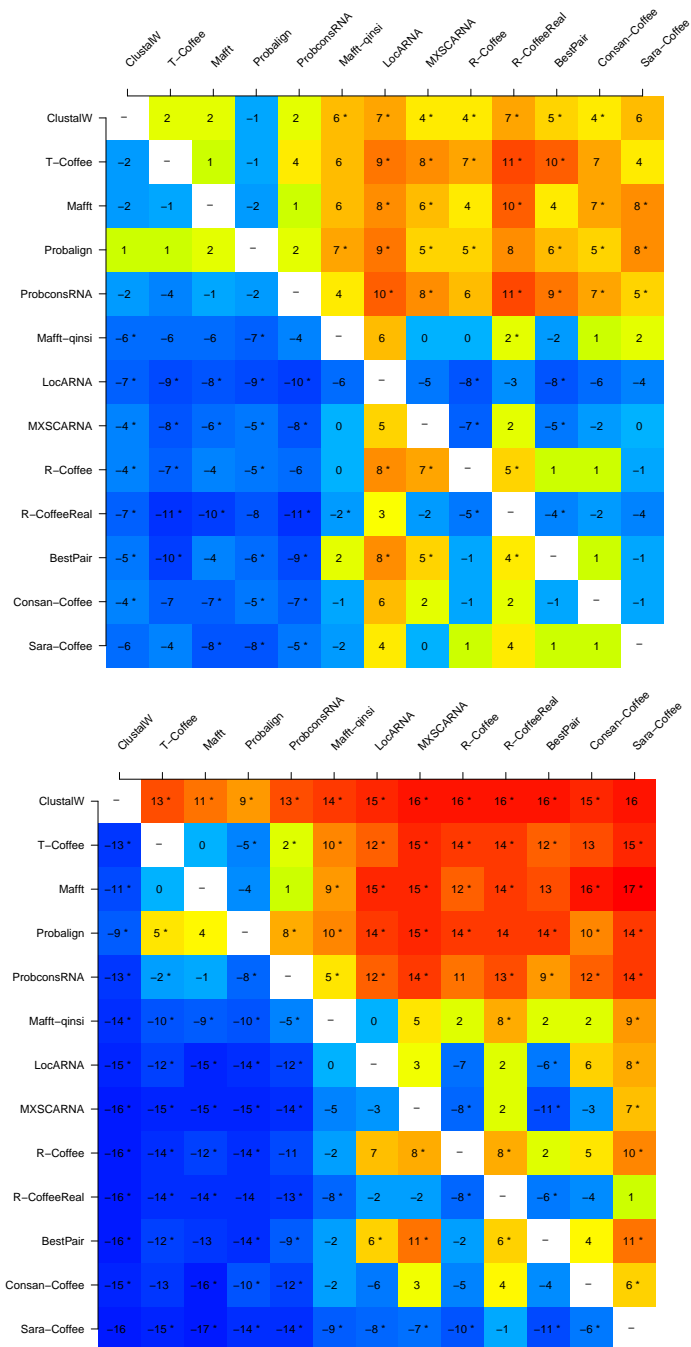 ClustalW T−Coffee Mafft Probalign ProbconsRNA Mafft−qinsi LocARNA MXSCARNA R−Coffee R−CoffeeReal BestPair Consan−Coffee Sara−Coffee
ClustalW − 2 2 −1 2 6 * 7 * 4 * 4 * 7 * 5 * 4 * 6
T−Coffee −2 − 1 −1 4 6 9 * 8 * 7 * 11 * 10 * 7 4
Mafft −2 −1 − −2 1 6 8 * 6 * 4 10 * 4 7 * 8 *
Probalign 1 1 2 − 2 7 * 9 * 5 * 5 * 8 6 * 5 * 8 *
ProbconsRNA −2 −4 −1 −2 − 4 10 * 8 * 6 11 * 9 * 7 * 5 *
Mafft−qinsi −6 * −6 −6 −7 * −4 − 6 0 0 2 * −2 1 2
LocARNA −7 * −9 * −8 * −9 * −10 * −6 − −5 −8 * −3 −8 * −6 −4
MXSCARNA −4 * −8 * −6 * −5 * −8 * 0 5 − −7 * 2 −5 * −2 0
R−Coffee −4 * −7 * −4 −5 * −6 0 8 * 7 * − 5 * 1 1 −1
R−CoffeeReal −7 * −11 * −10 * −8 −11 * −2 * 3 −2 −5 * − −4 * −2 −4
BestPair −5 * −10 * −4 −6 * −9 * 2 8 * 5 * −1 4 * − 1 −1
Consan−Coffee −4 * −7 −7 * −5 * −7 * −1 6 2 −1 2 −1 − −1
Sara−Coffee −6 −4 −8 * −8 * −5 * −2 4 0 1 4 1 1 −
ClustalW T−Coffee Mafft Probalign ProbconsRNA Mafft−qinsi LocARNA MXSCARNA R−Coffee R−CoffeeReal BestPair Consan−Coffee Sara−Coffee
ClustalW − 13 * 11 * 9 * 13 * 14 * 15 * 16 * 16 * 16 * 16 * 15 * 16
T−Coffee −13 * − 0 −5 * 2 * 10 * 12 * 15 * 14 * 14 * 12 * 13 15 *
Mafft −11 * 0 − −4 1 9 * 15 * 15 * 12 * 14 * 13 16 * 17 *
Probalign −9 * 5 * 4 − 8 * 10 * 14 * 15 * 14 * 14 14 * 10 * 14 *
ProbconsRNA −13 * −2 * −1 −8 * − 5 * 12 * 14 * 11 13 * 9 * 12 * 14 *
Mafft−qinsi −14 * −10 * −9 * −10 * −5 * − 0 5 2 8 * 2 2 9 *
LocARNA −15 * −12 * −15 * −14 * −12 * 0 − 3 −7 2 −6 * 6 8 *
MXSCARNA −16 * −15 * −15 * −15 * −14 * −5 −3 − −8 * 2 −11 * −3 7 *
R−Coffee −16 * −14 * −12 * −14 * −11 −2 7 8 * − 8 * 2 5 10 *
R−CoffeeReal −16 * −14 * −14 * −14 −13 * −8 * −2 −2 −8 * − −6 * −4 1
BestPair −16 * −12 * −13 −14 * −9 * −2 6 * 11 * −2 6 * − 4 11 *
Consan−Coffee −15 * −13 −16 * −10 * −12 * −2 −6 3 −5 4 −4 − 6 *
Sara−Coffee −16 −15 * −17 * −14 * −14 * −9 * −8 * −7 * −10 * −1 −11 * −6 * −